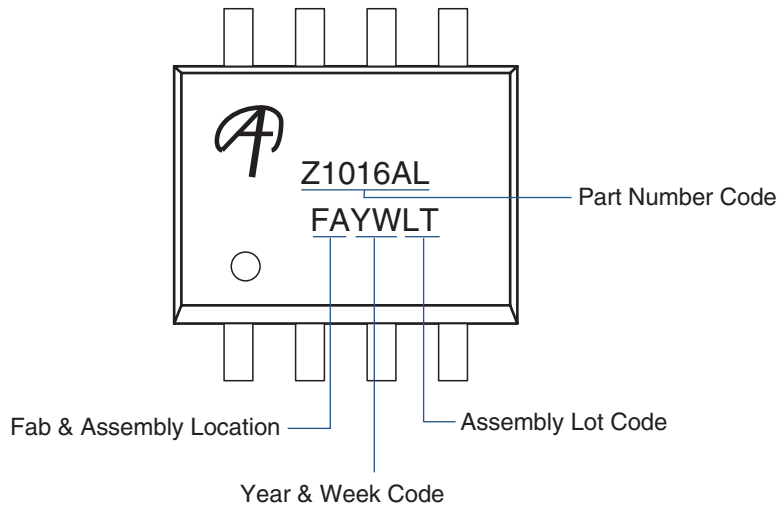 Z1016AL
Part Number Code
FAYWLT
Fab & Assembly Location
Assembly Lot Code
Year & Week Code